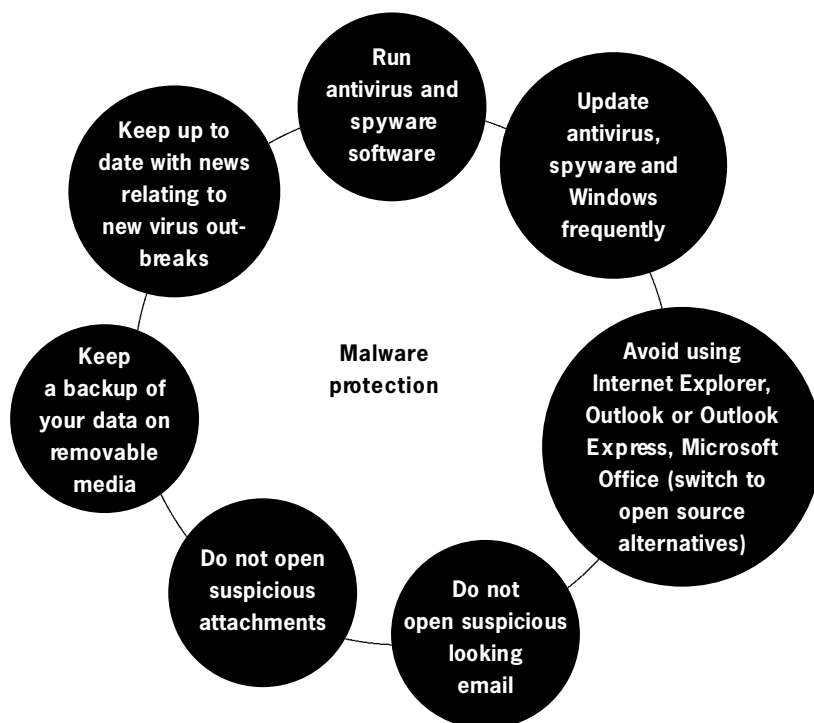 Run
antivirus and
spyware
software
Update
antivirus,
spyware and
Windows
frequently
Avoid using
Internet Explorer,
Outlook or Outlook
Express, Microsoft
Office (switch to
open source
alternatives)
Do not
open suspicious
looking
email
Do not open
suspicious
attachments
Keep
a backup of
your data on
removable
media
Keep up to
date with news
relating to
new virus out-
breaks
Malware
protection